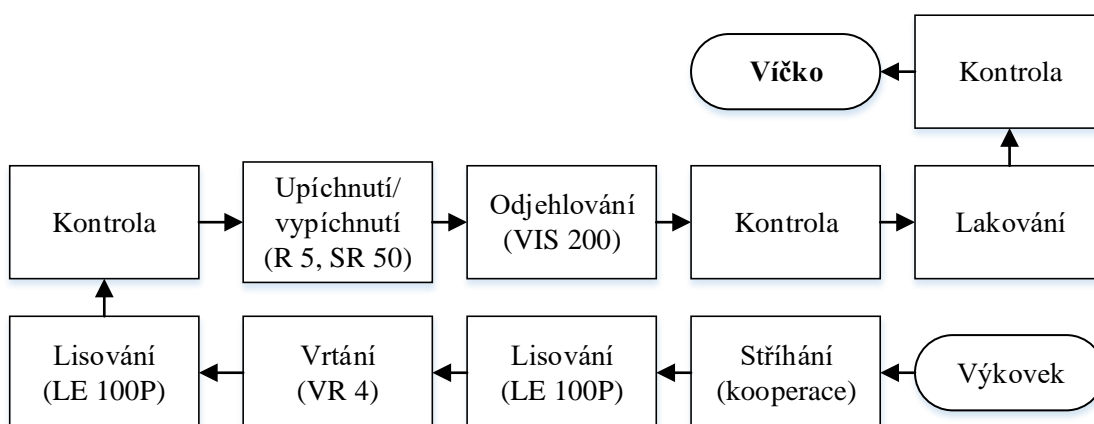 Víčko
Kontrola
Kontrola
Upíchnutí/
vypíchnutí
(R 5, SR 50)
Odjehlování
(VIS 200)
Kontrola
Lakování
Lisování
(LE 100P)
Vrtání
(VR 4)
Lisování
(LE 100P)
Stříhání
(kooperace)
Výkovek